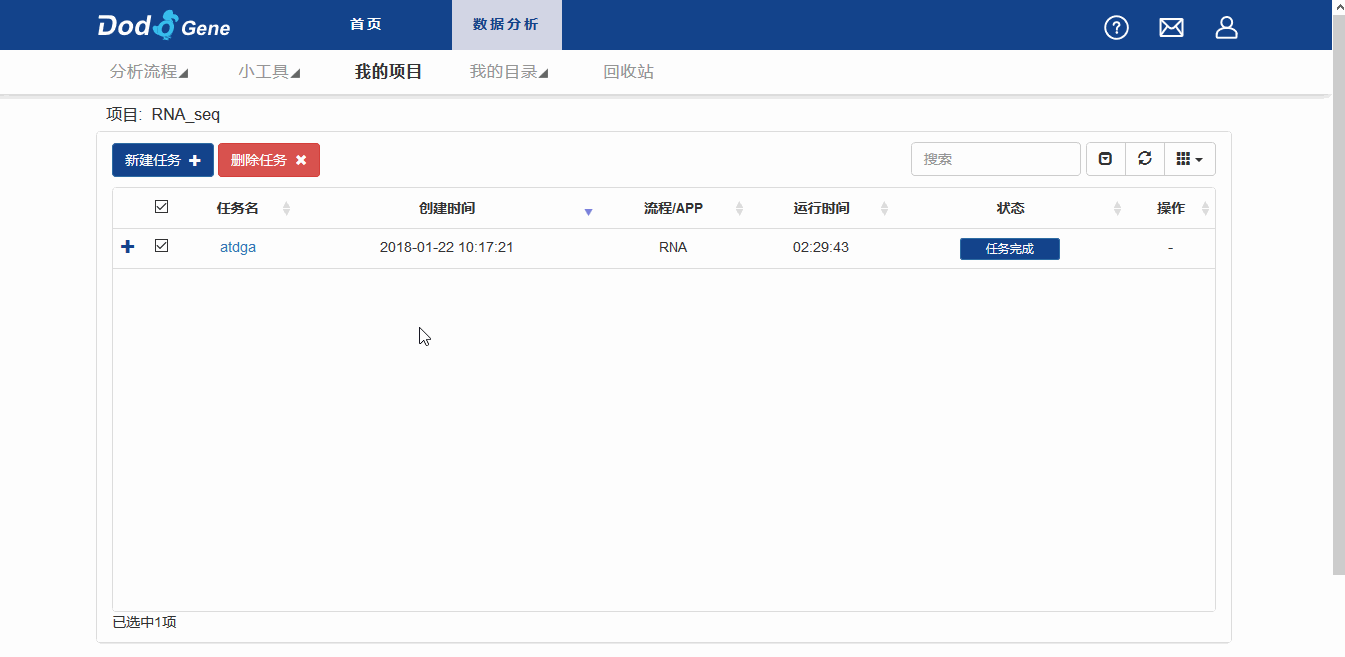 Dod Gene 首页 数据分析
分析流程 小工具 我的项目 我的目录 回收站
项目: RNA_seq
新建任务 删除任务 搜索
任务名 创建时间 流程/APP 运行时间 状态 操作
atdga 2018-01-22 10:17:21 RNA 02:29:43 任务完成 -
已选中1项